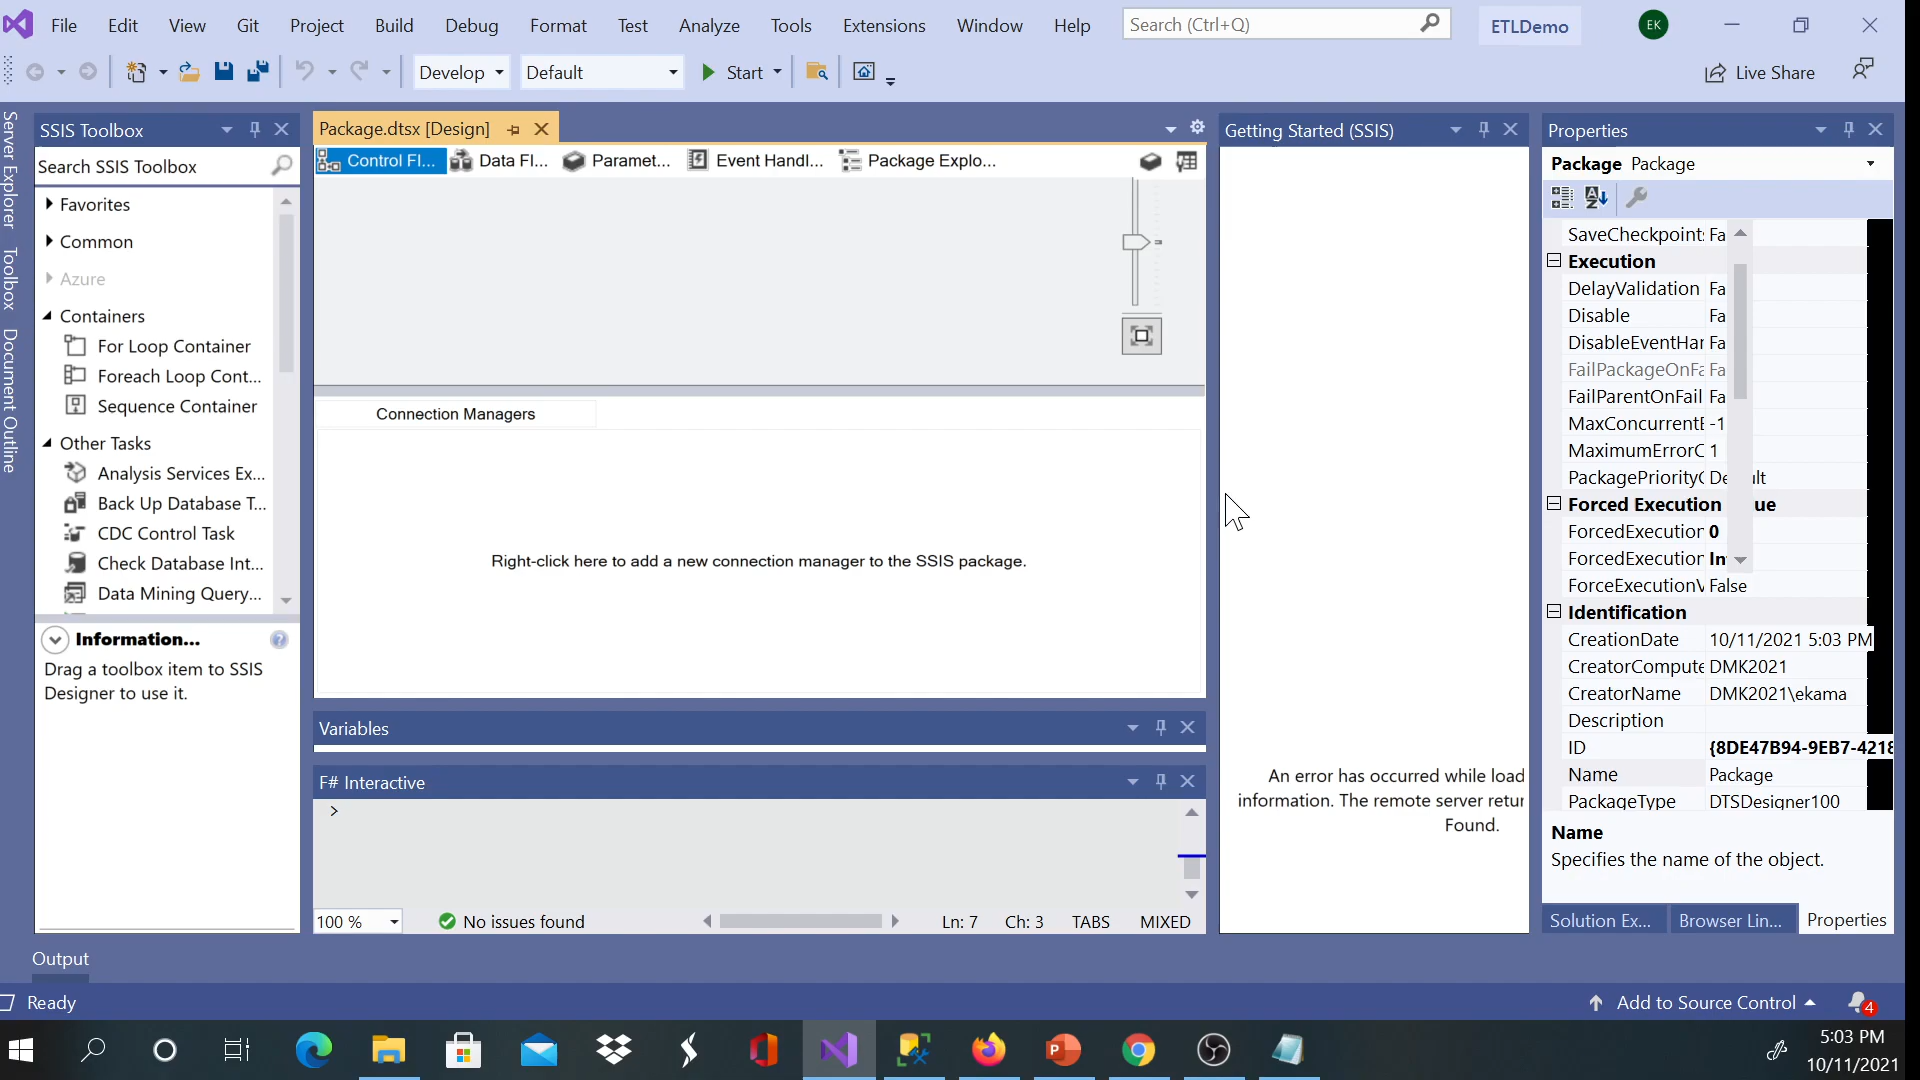 File Edit View Git Project Build Debug Format Test Analyze Tools Extensions Window Help Search (Ctrl+Q) ETLDemo EK
Develop Default Start Live Share
Server Explorer
Toolbox
Document Outline
SSIS Toolbox
Search SSIS Toolbox
Favorites
Common
Azure
Containers
For Loop Container
Foreach Loop Cont...
Sequence Container
Other Tasks
Analysis Services Ex...
Back Up Database T...
CDC Control Task
Check Database Int...
Data Mining Query...
Information...
Drag a toolbox item to SSIS
Designer to use it.
Package.dtsx [Design]
Control Fl... Data Fl... Paramet... Event Handl... Package Explo...
Connection Managers
Right-click here to add a new connection manager to the SSIS package.
Variables
F# Interactive
>
100 % No issues found Ln: 7 Ch: 3 TABS MIXED
Getting Started (SSIS)
An error has occurred while load
information. The remote server retur
Found.
Properties
Package Package
SaveCheckpoint: Fa
Execution
DelayValidation Fa
Disable Fa
DisableEventHar Fa
FailPackageOnFa Fa
FailParentOnFail Fa
MaxConcurrentE -1
MaximumErrorC 1
PackagePriorityC De ult
Forced Execution ue
ForcedExecutior 0
ForcedExecutior In
ForceExecutionV False
Identification
CreationDate 10/11/2021 5:03 PM
CreatorCompute DMK2021
CreatorName DMK2021\ekama
Description
ID {8DE47B94-9EB7-4218
Name Package
PackageType DTSDesigner100
Name
Specifies the name of the object.
Solution Ex... Browser Lin... Properties
Output
Ready Add to Source Control 4
5:03 PM
10/11/2021